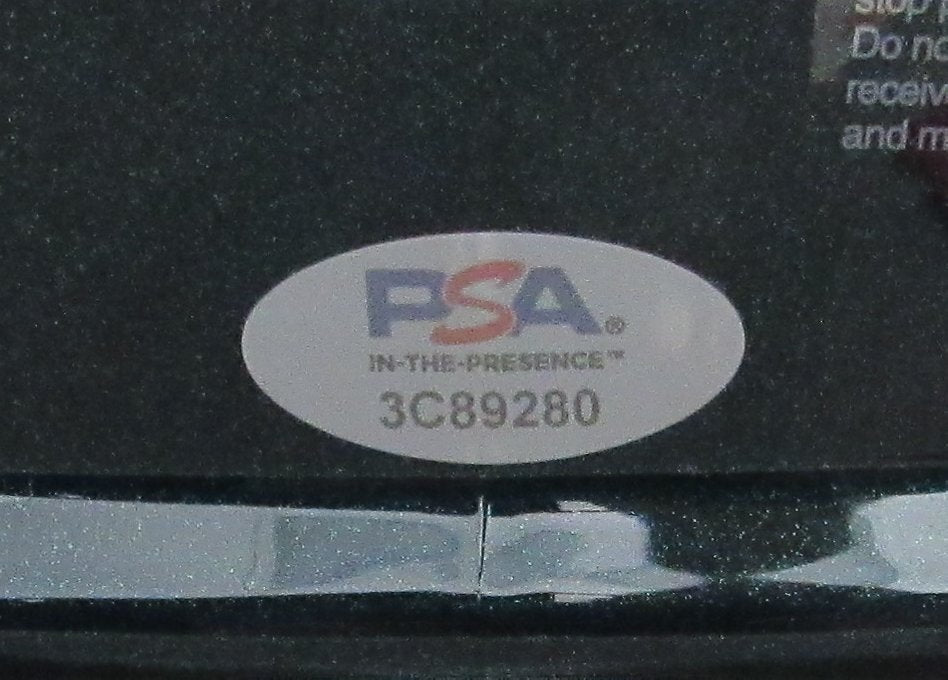 Do no
receiv
and m
PSA®
IN-THE-PRESENCE™
3C89280